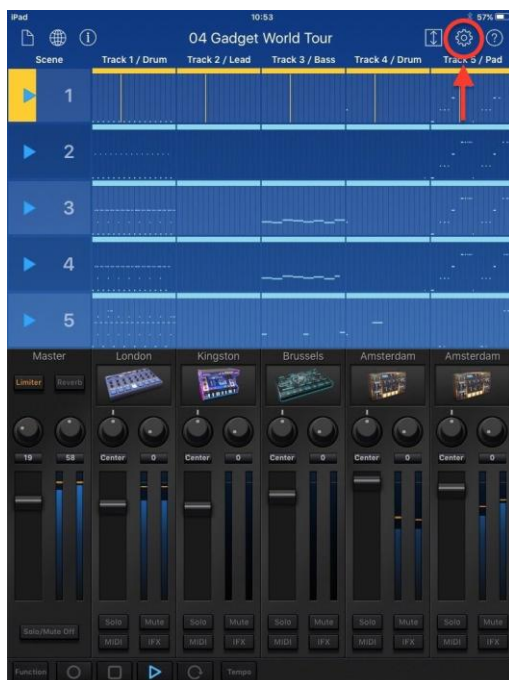 iPad 10:53 57%
04 Gadget World Tour
Scene Track 1 / Drum Track 2 / Lead Track 3 / Bass Track 4 / Drum Track 5 / Pad
1
2
3
4
5
Master London Kingston Brussels Amsterdam Amsterdam
Limiter Reverb
19 58 Center 0 Center 0 Center 0 Center 0 Center 0
Solo Mute Solo Mute Solo Mute Solo Mute Solo Mute
Solo/Mute Off
MIDI IFX MIDI IFX MIDI IFX MIDI IFX MIDI IFX
Function Tempo